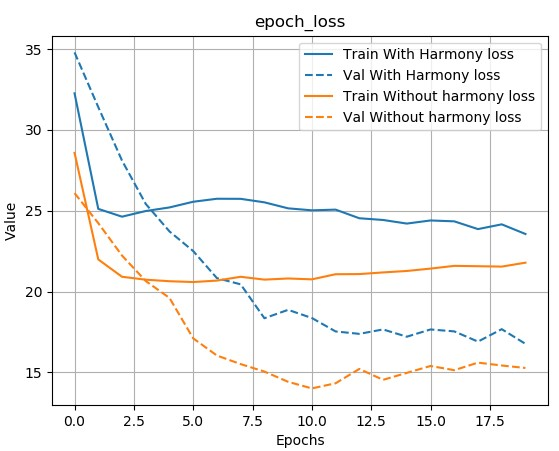 epoch_loss
35
30
25
20
15
Value
0.0 2.5 5.0 7.5 10.0 12.5 15.0 17.5
Epochs
Train With Harmony loss
Val With Harmony loss
Train Without harmony loss
Val Without harmony loss